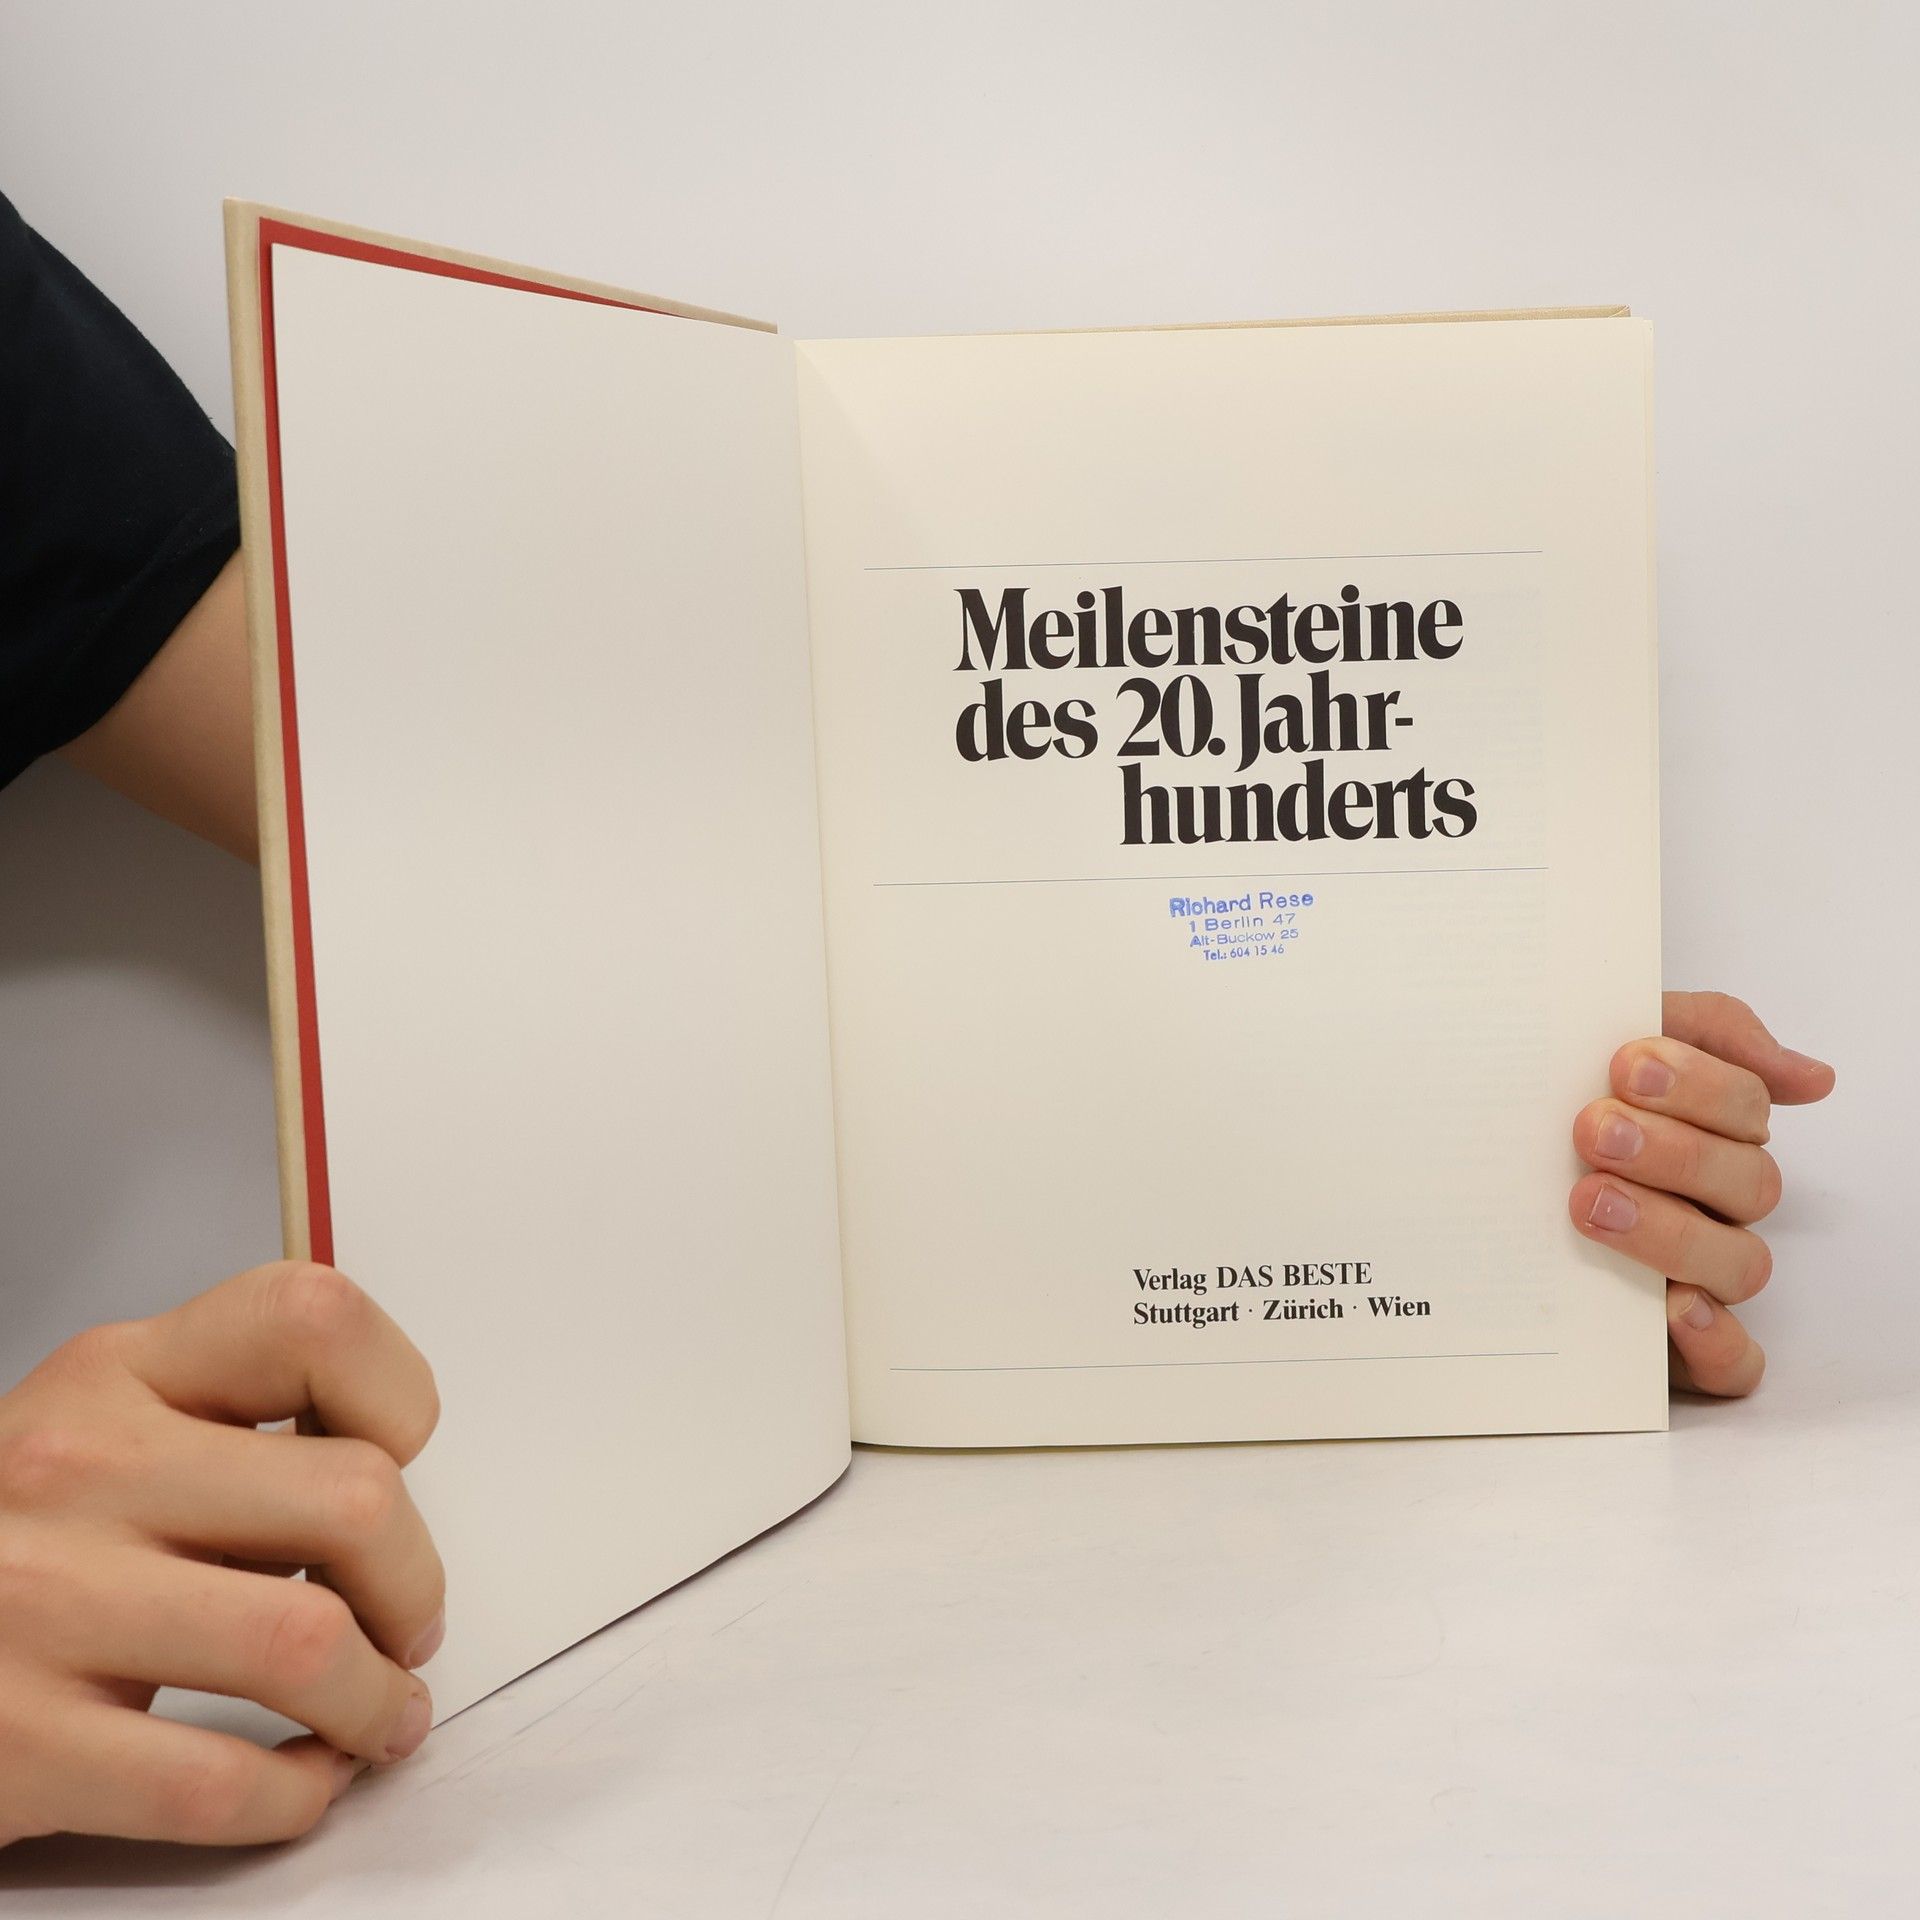 Meilensteine
des 20. Jahr-
hunderts
Richard Rese
1 Berlin 47
Alt-Buckow 25
Tel.: 604 15 46
Verlag DAS BESTE
Stuttgart · Zürich · Wien